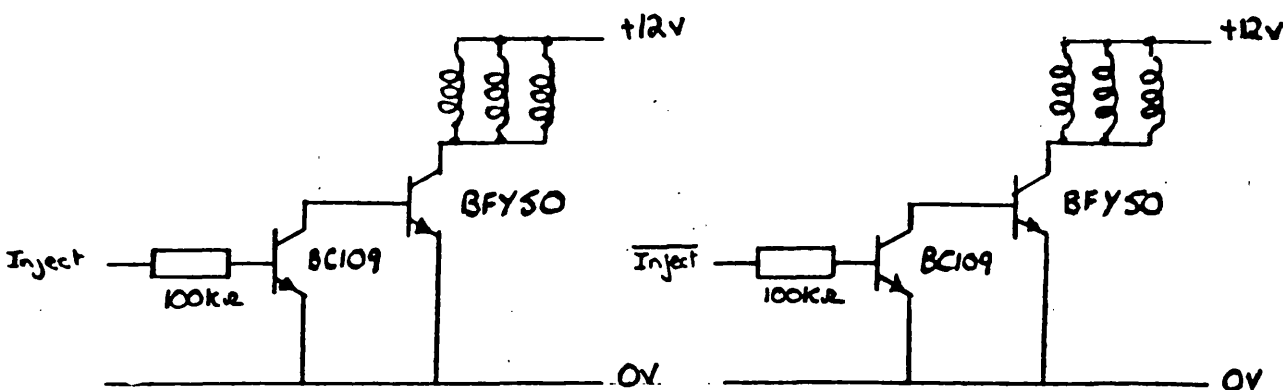 +12v
BFY50
Inject
BC109
100KΩ
0V
+12v
BFY50
Inject
BC109
100KΩ
0V